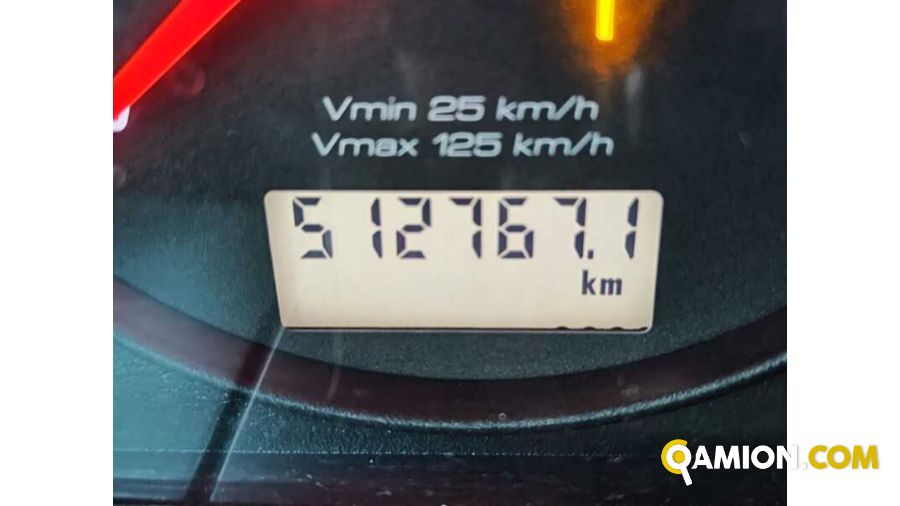 Vmin 25 km/h
Vmax 125 km/h
512767.1
km
QAMION.COM